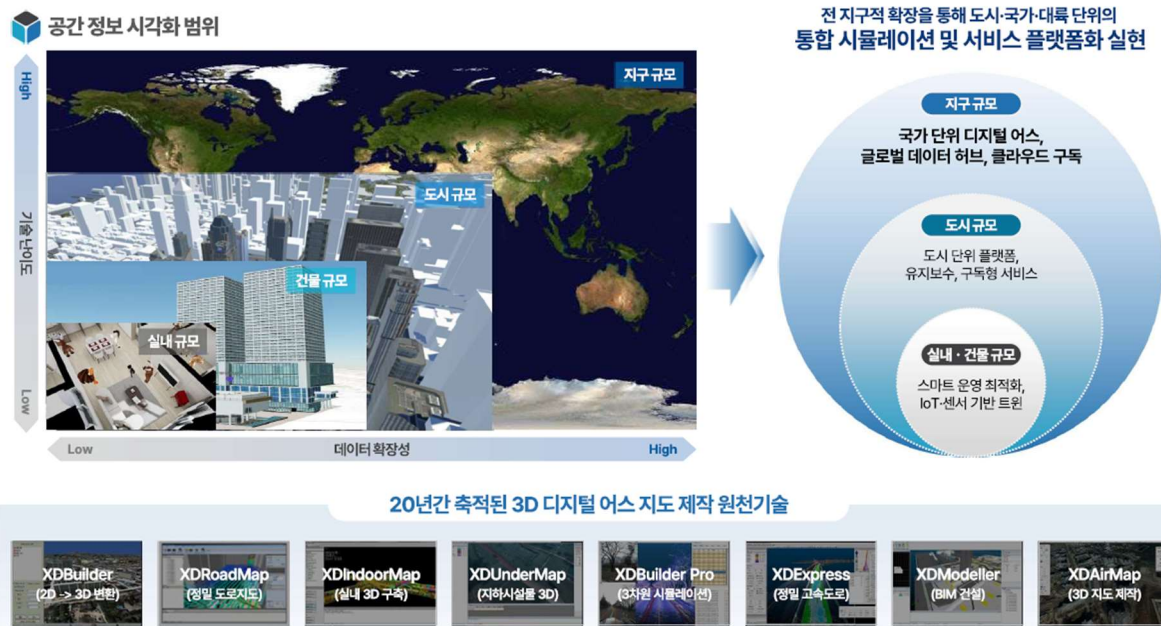 공간 정보 시각화 범위
High
기술난이도
Low
지구 규모
도시 규모
건물 규모
실내 규모
Low
데이터 확장성
High
전 지구적 확장을 통해 도시·국가·대륙 단위의
통합 시뮬레이션 및 서비스 플랫폼화 실현
지구 규모
국가 단위 디지털 어스,
글로벌 데이터 허브, 클라우드 구독
도시 규모
도시 단위 플랫폼,
유지보수, 구독형 서비스
실내 · 건물 규모
스마트 운영 최적화,
IoT·센서 기반 트윈
20년간 축적된 3D 디지털 어스 지도 제작 원천기술
XDBuilder
(2D -> 3D 변환)
XDRoadMap
(정밀 도로지도)
XDIndoorMap
(실내 3D 구축)
XDUnderMap
(지하시설물 3D)
XDBuilder Pro
(3차원 시뮬레이션)
XDExpress
(정밀 고속도로)
XDModeller
(BIM 건설)
XDAirMap
(3D 지도 제작)